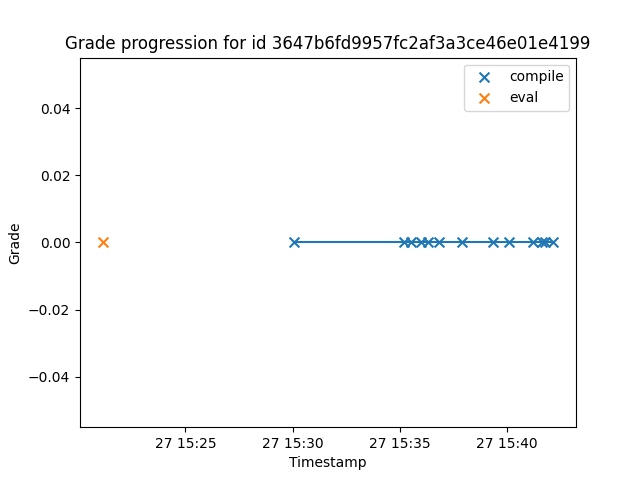 Grade progression for id 3647b6fd9957fc2af3a3ce46e01e4199
compile
eval
0.04
0.02
0.00
−0.02
−0.04
Grade
27 15:25
27 15:30
27 15:35
27 15:40
Timestamp